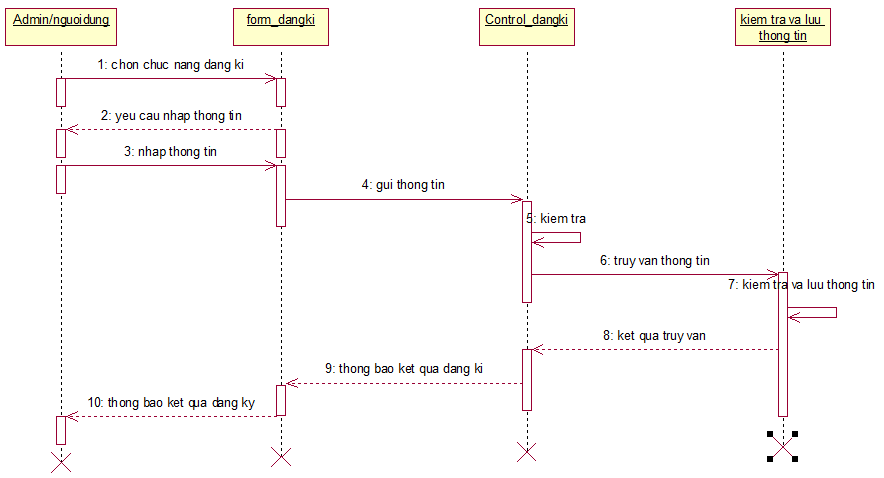 Admin/nguoidung
form_dangki
Control_dangki
kiem tra va luu
thong tin
1: chon chuc nang dang ki
2: yeu cau nhap thong tin
3: nhap thong tin
4: gui thong tin
5: kiem tra
6: truy van thong tin
7: kiem tra va luu thong tin
8: ket qua truy van
9: thong bao ket qua dang ki
10: thong bao ket qua dang ky